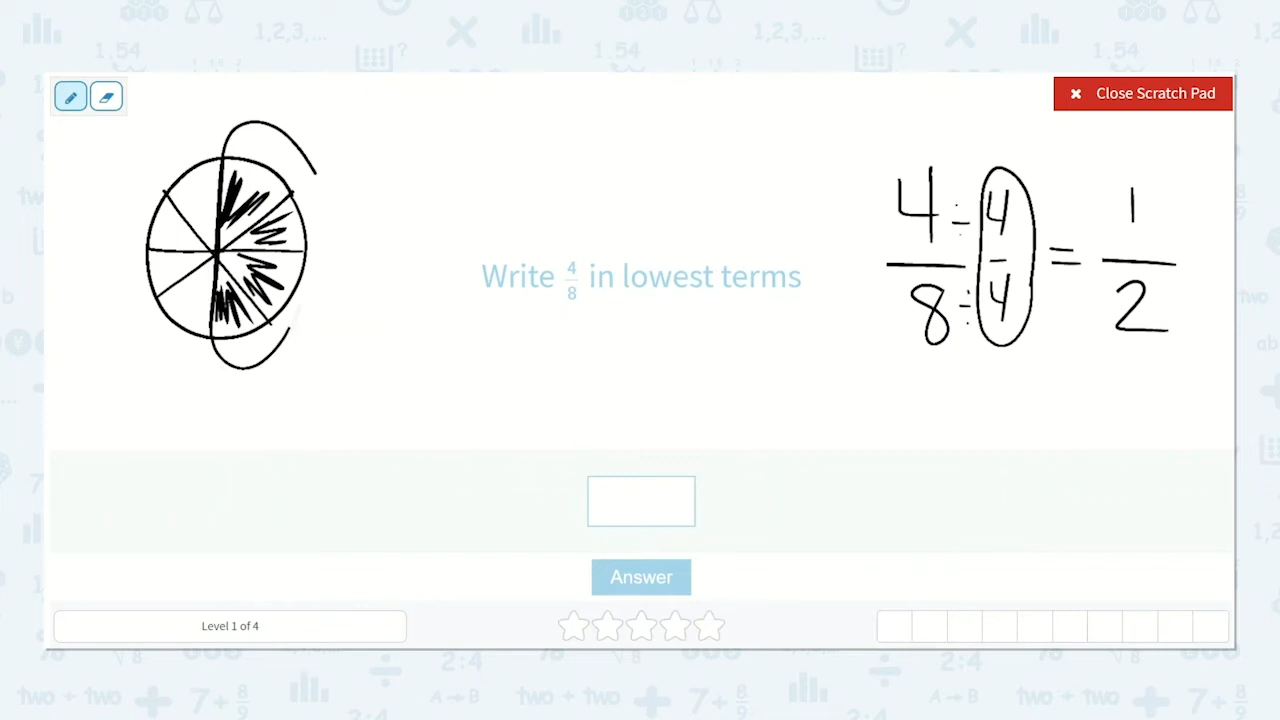 Close Scratch Pad
4 ÷ 4 = 1
8 ÷ 4 2
Write 4/8 in lowest terms
Answer
Level 1 of 4